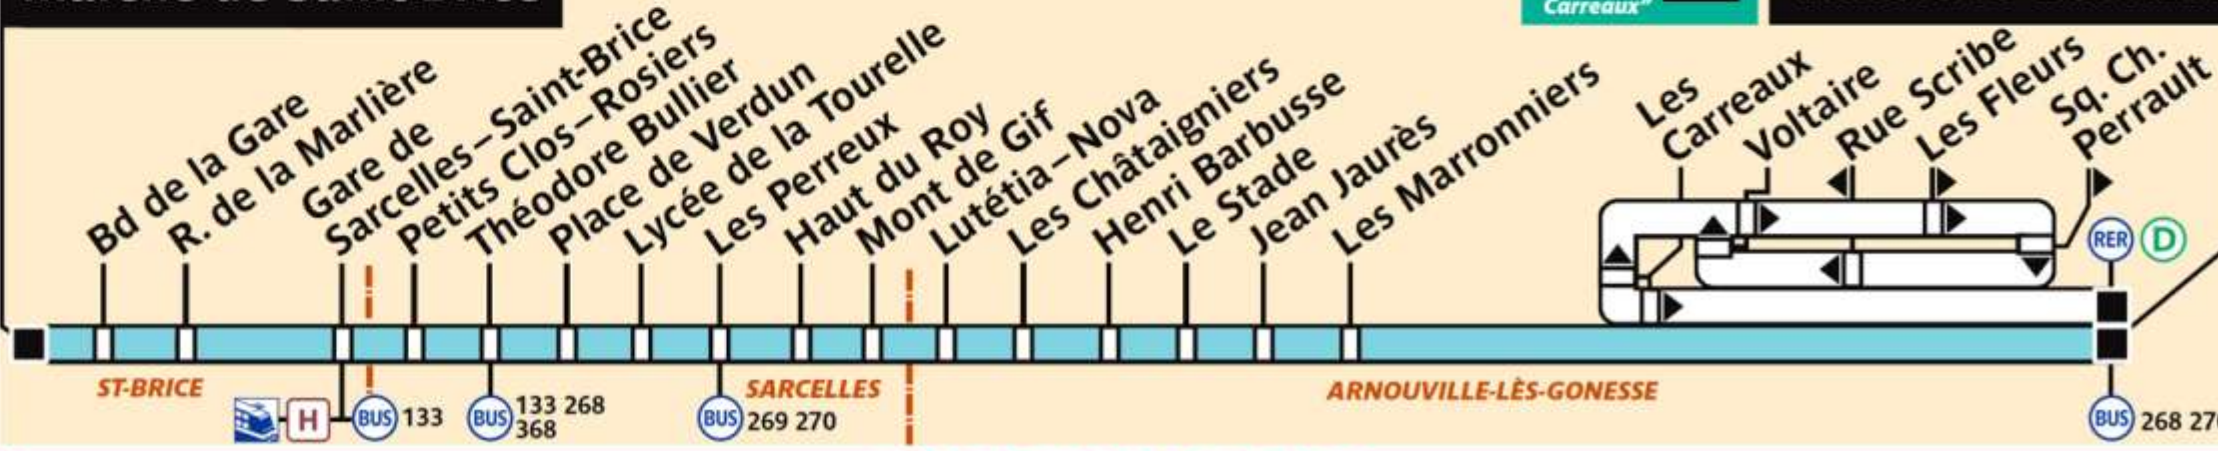 Carreaux"
Bd de la Gare
R. de la Marlière
Gare de
Sarcelles–Saint-Brice
Petits Clos–Rosiers
Théodore Bullier
Place de Verdun
Lycée de la Tourelle
Les Perreux
Haut du Roy
Mont de Gif
Lutétia–Nova
Les Châtaigniers
Henri Barbusse
Le Stade
Jean Jaurès
Les Marronniers
Les
Carreaux
Voltaire
Rue Scribe
Les Fleurs
Sq. Ch.
Perrault
RER D
ST-BRICE
SARCELLES
ARNOUVILLE-LÈS-GONESSE
H BUS 133
BUS 133 268
368
BUS 269 270
BUS 268 27